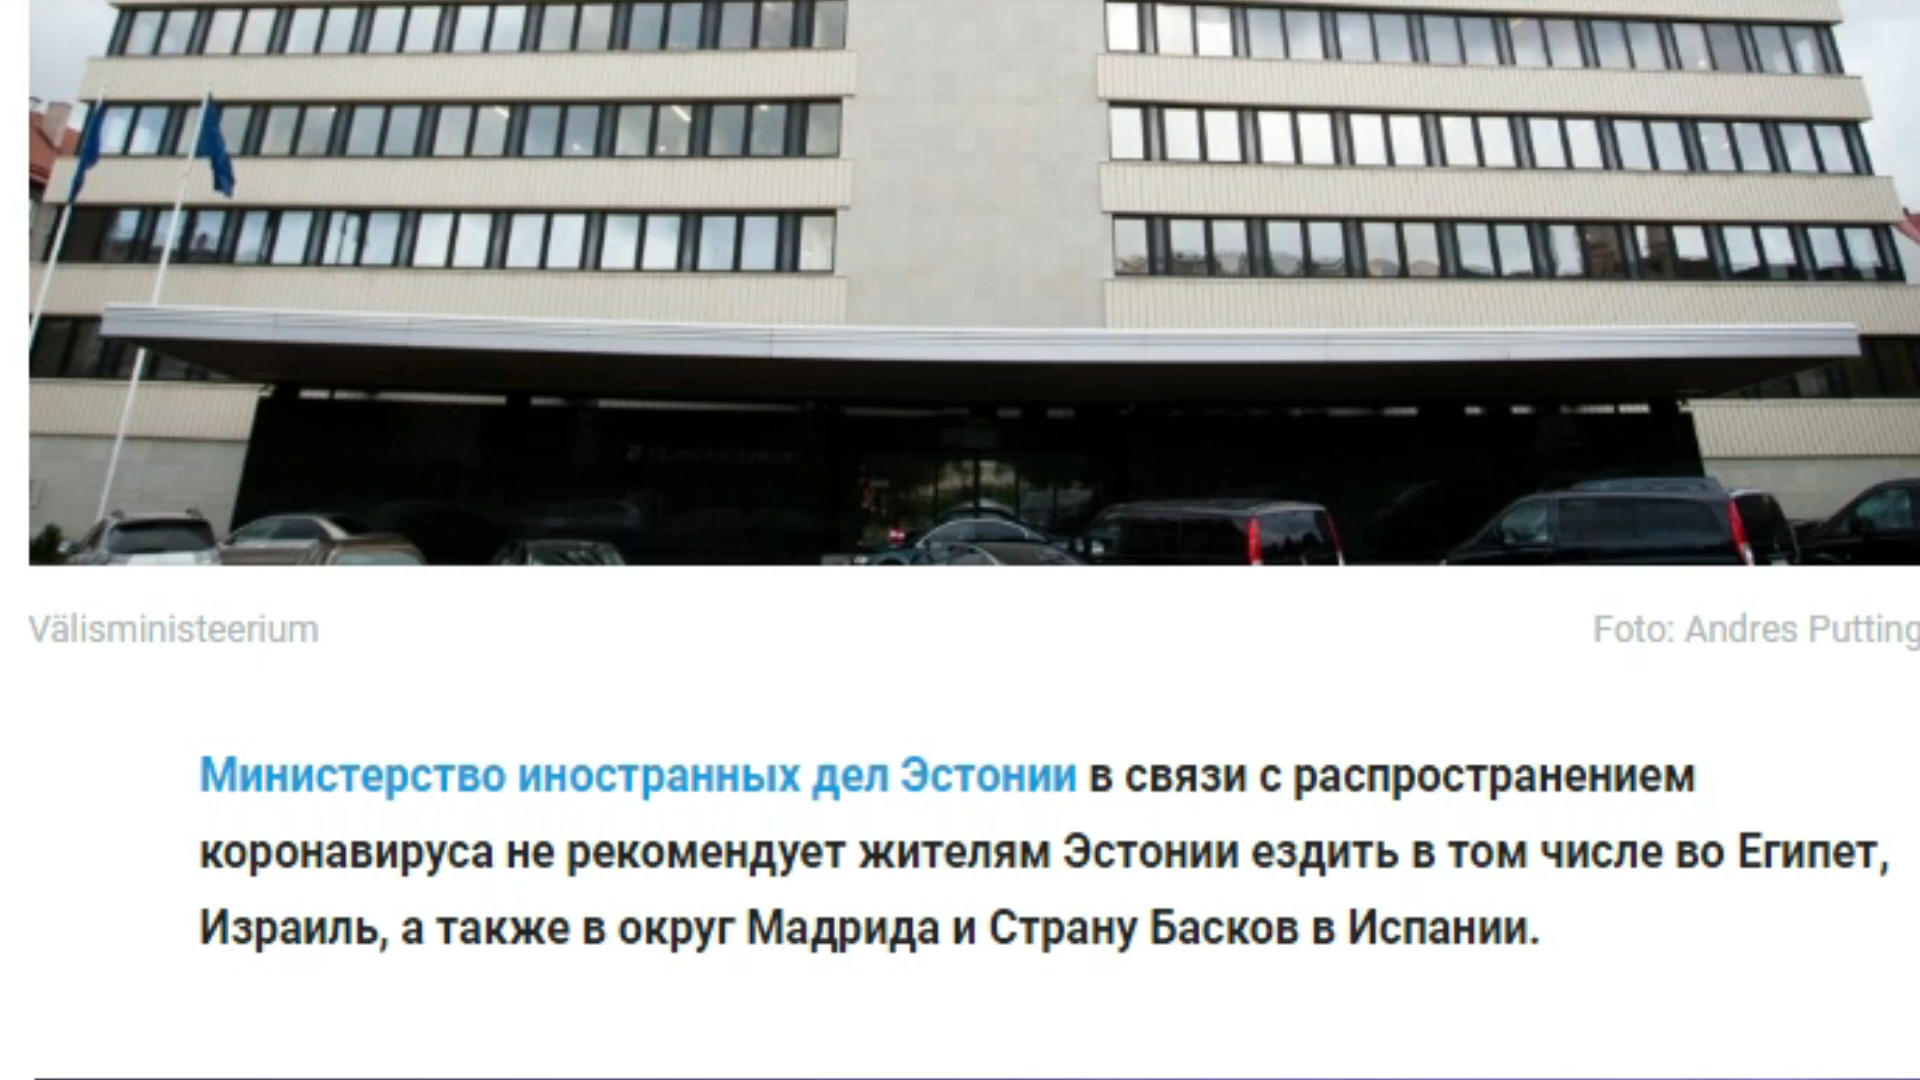 Välisministeerium
Foto: Andres Putting
Министерство иностранных дел Эстонии в связи с распространением
коронавируса не рекомендует жителям Эстонии ездить в том числе во Египет,
Израиль, а также в округ Мадрида и Страну Басков в Испании.